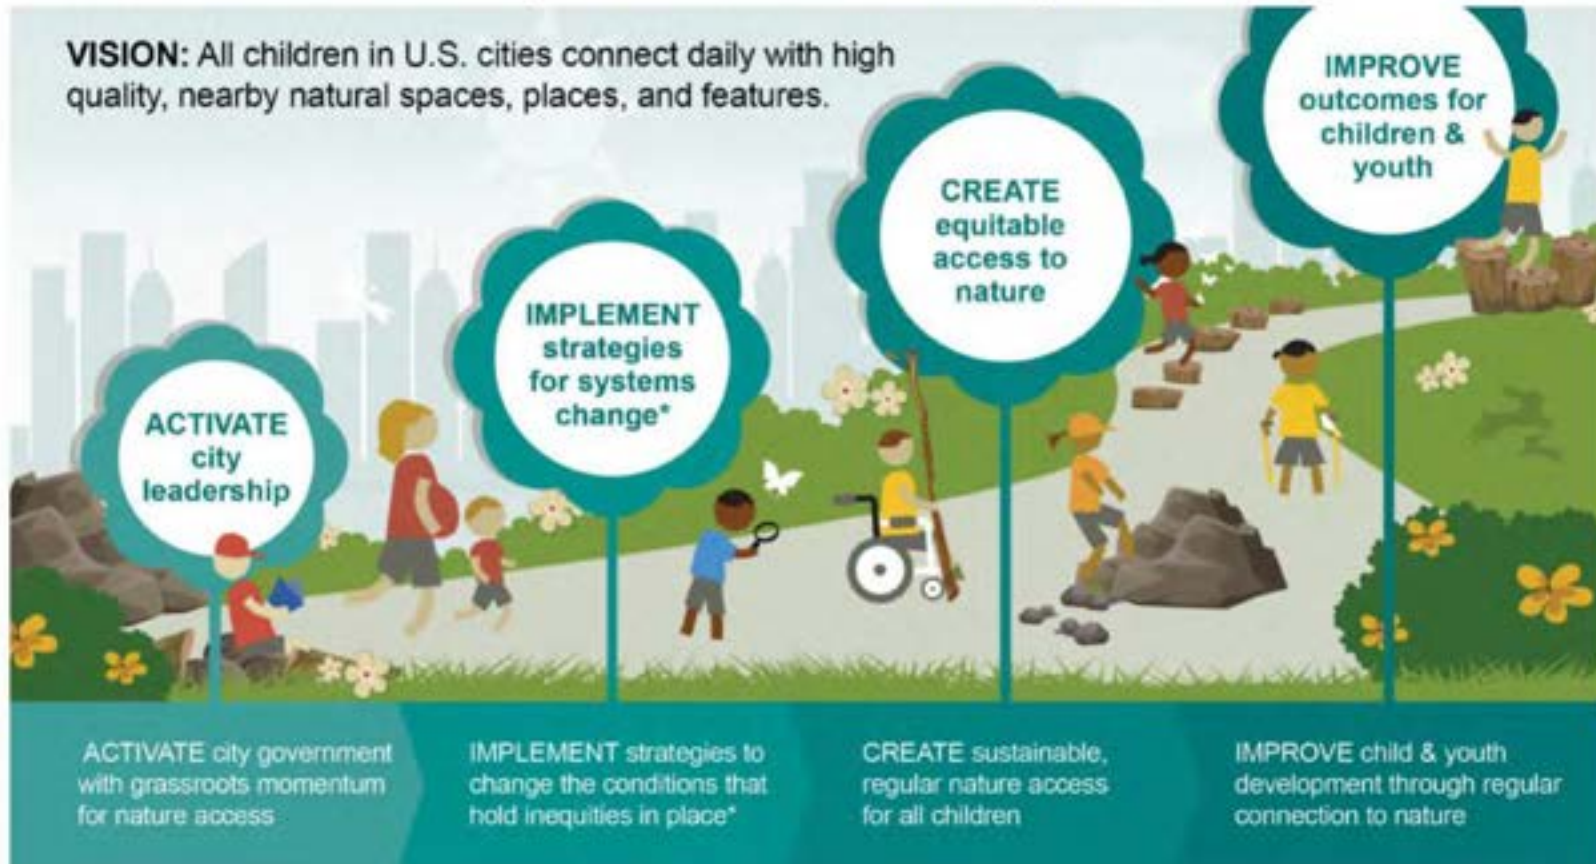 VISION: All children in U.S. cities connect daily with high
quality, nearby natural spaces, places, and features.
ACTIVATE
city
leadership
IMPLEMENT
strategies
for systems
change*
CREATE
equitable
access to
nature
IMPROVE
outcomes for
children &
youth
ACTIVATE city government
with grassroots momentum
for nature access
IMPLEMENT strategies to
change the conditions that
hold inequities in place*
CREATE sustainable,
regular nature access
for all children
IMPROVE child & youth
development through regular
connection to nature